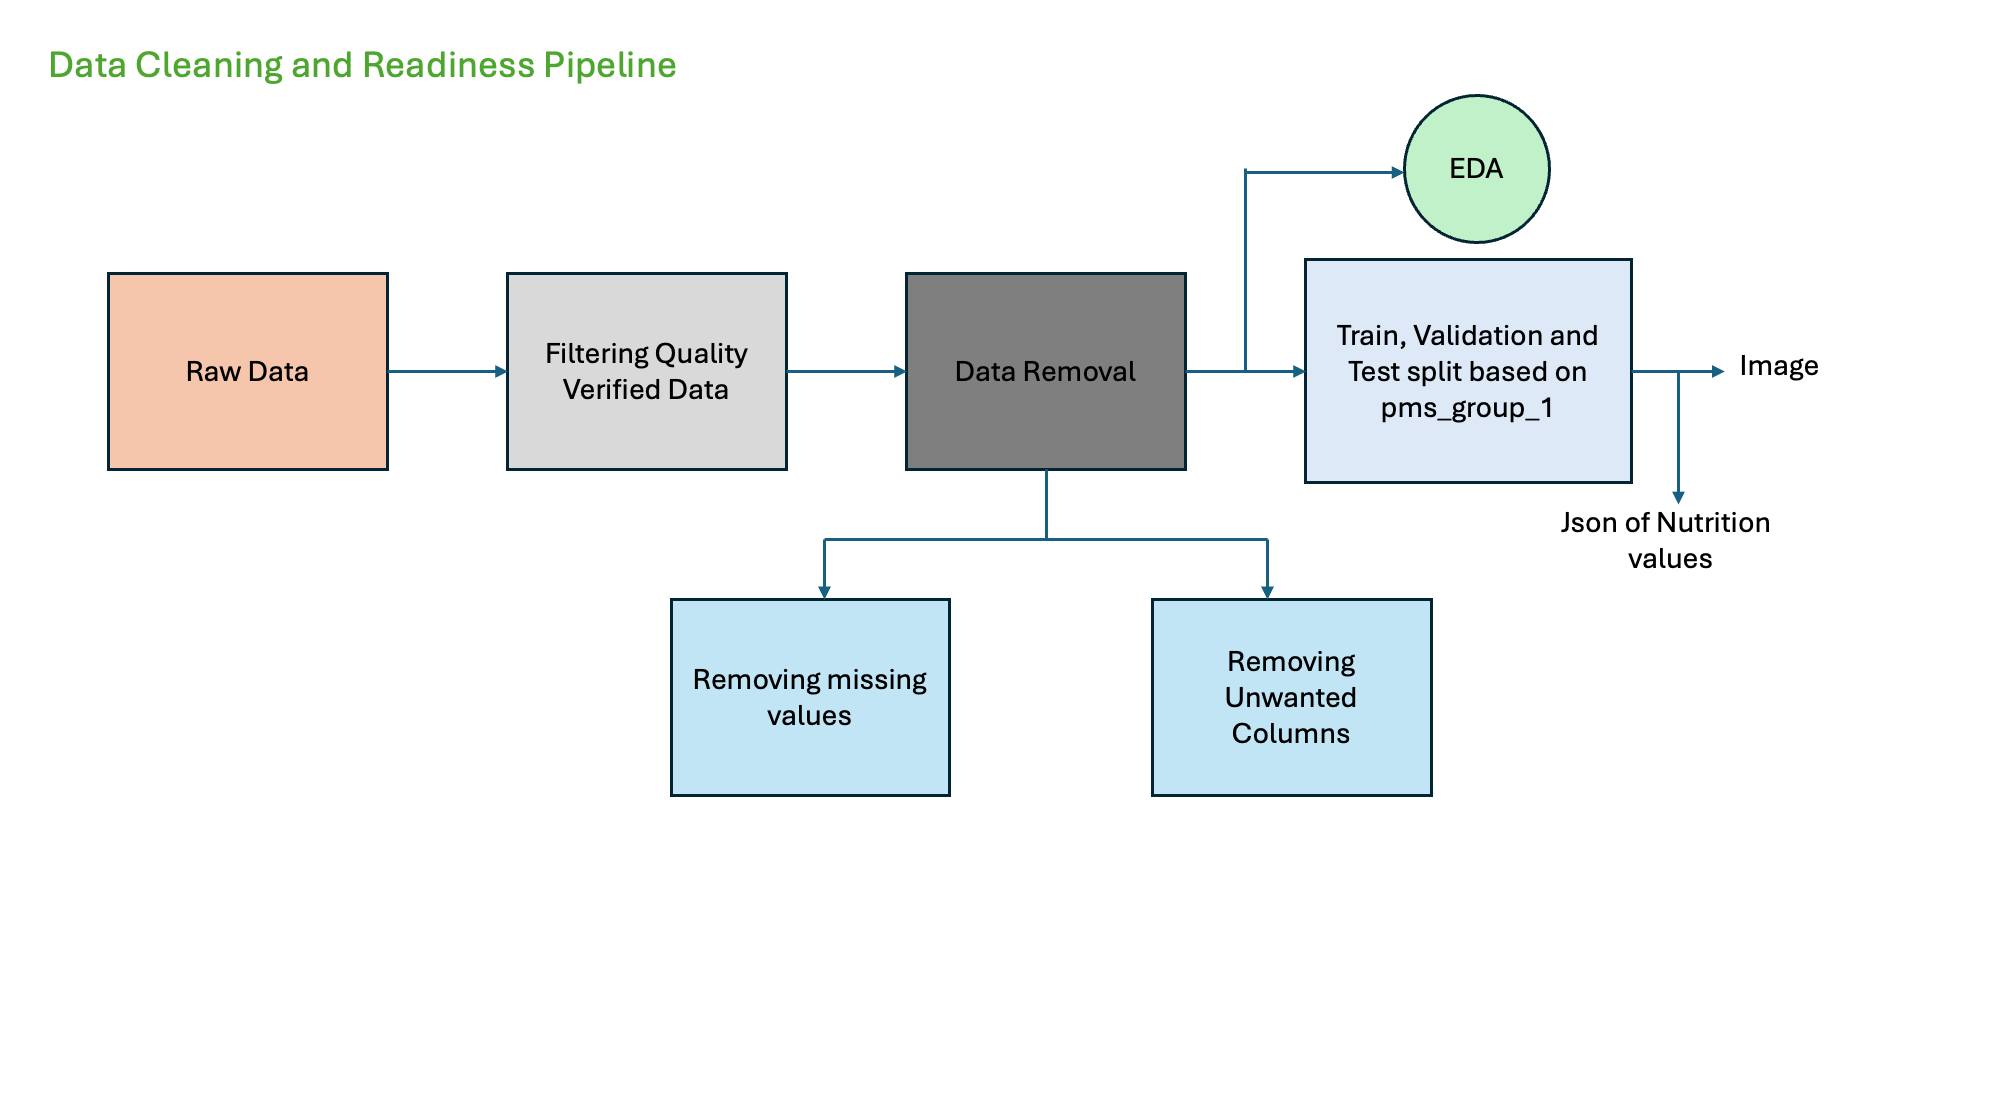 Data Cleaning and Readiness Pipeline
EDA
Raw Data
Filtering Quality
Verified Data
Data Removal
Train, Validation and
Test split based on
pms_group_1
Image
Json of Nutrition
values
Removing missing
values
Removing
Unwanted
Columns